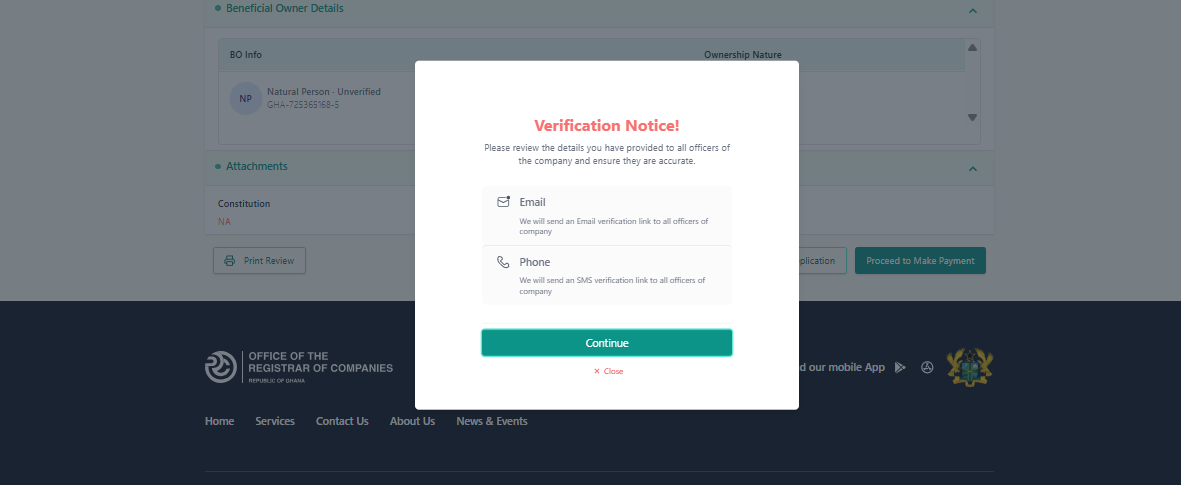 Beneficial Owner Details
BO Info
Ownership Nature
NP
Natural Person - Unverified
GHA-725365168-5
Attachments
Constitution
NA
Print Review
plication
Proceed to Make Payment
Verification Notice!
Please review the details you have provided to all officers of
the company and ensure they are accurate.
Email
We will send an Email verification link to all officers of
company
Phone
We will send an SMS verification link to all officers of
company
Continue
× Close
OFFICE OF THE
REGISTRAR OF COMPANIES
REPUBLIC OF GHANA
d our mobile App
Home
Services
Contact Us
About Us
News & Events